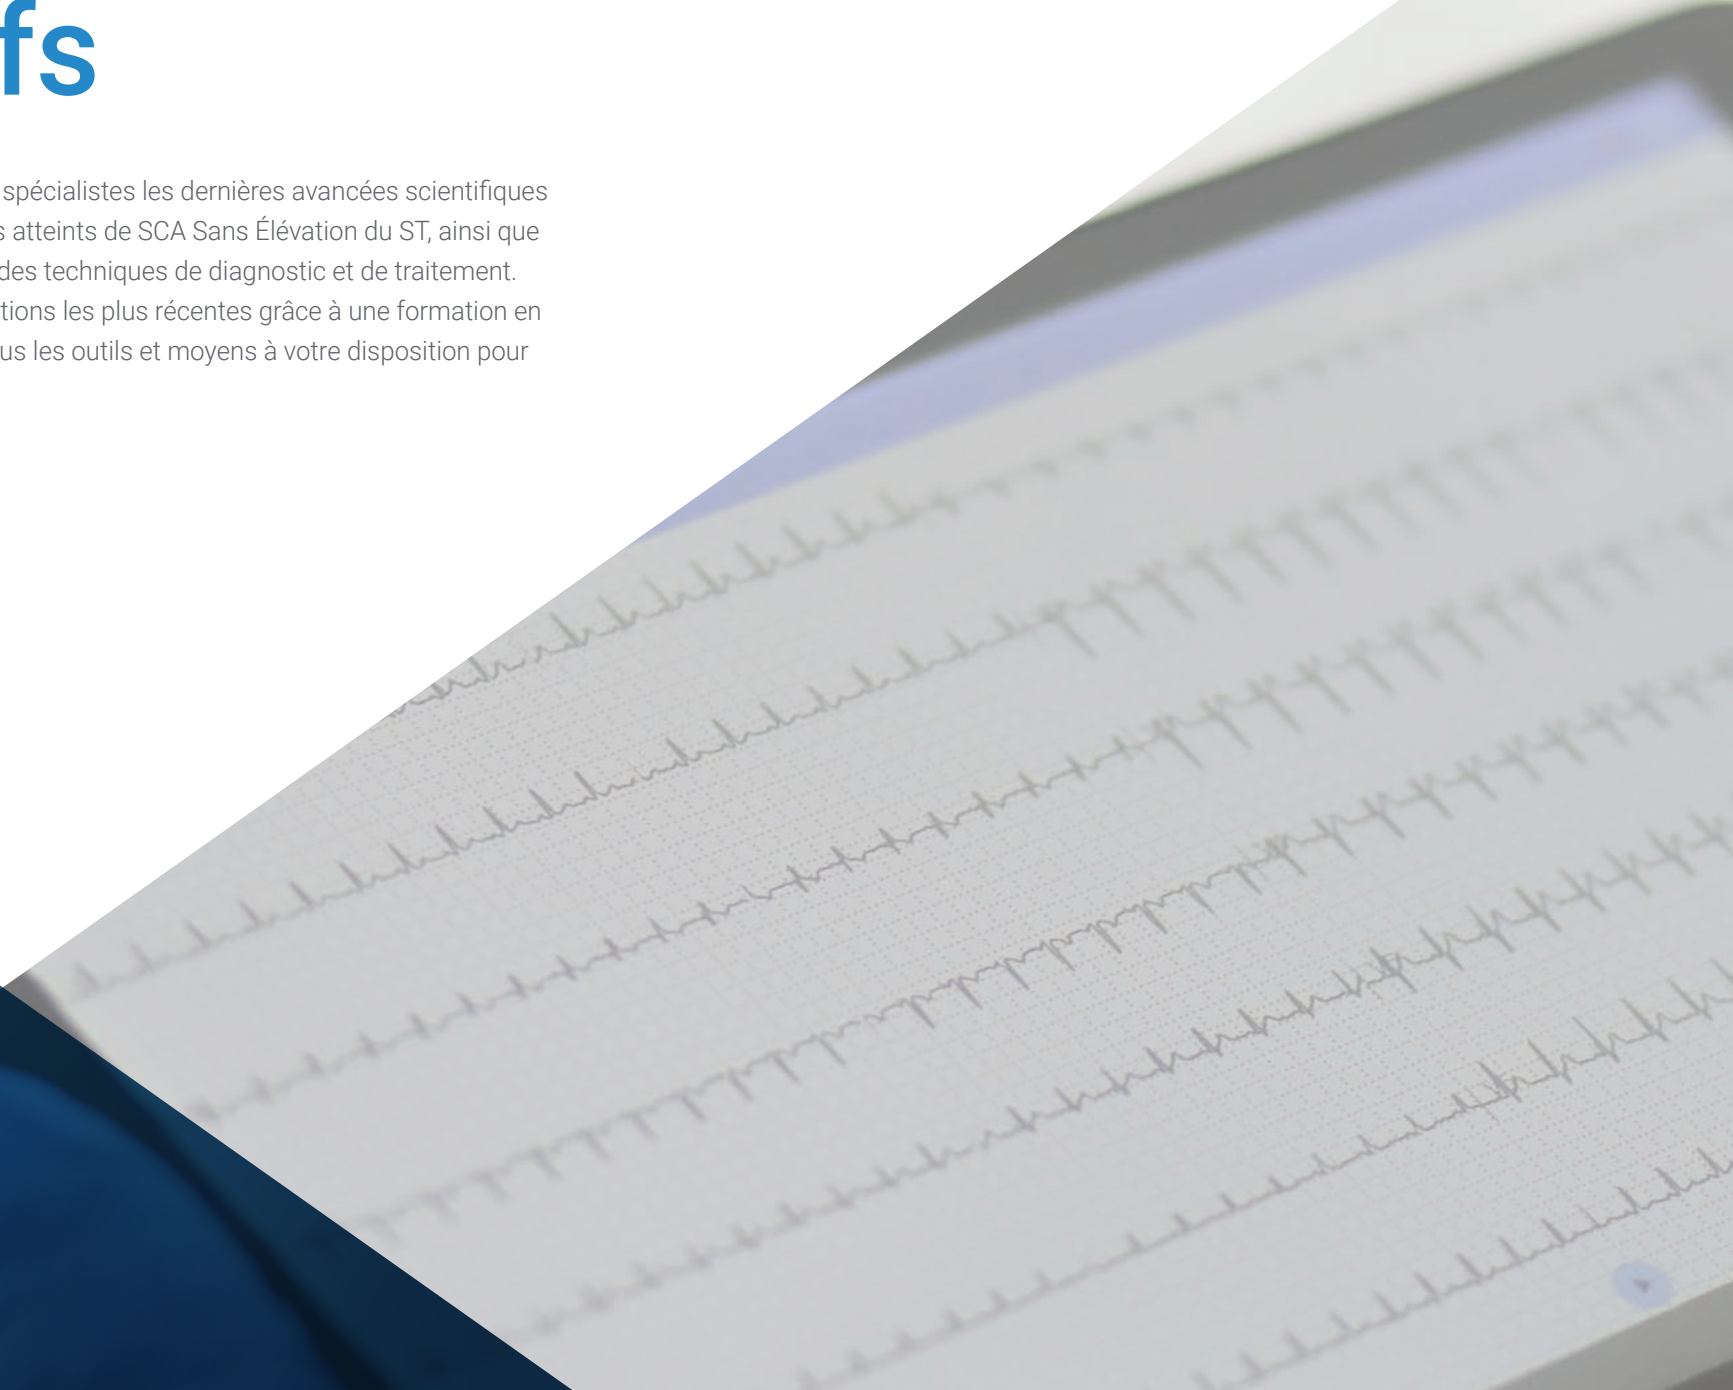 fs
spécialistes les dernières avancées scientifiques
s atteints de SCA Sans Élévation du ST, ainsi que
des techniques de diagnostic et de traitement.
tions les plus récentes grâce à une formation en
us les outils et moyens à votre disposition pour